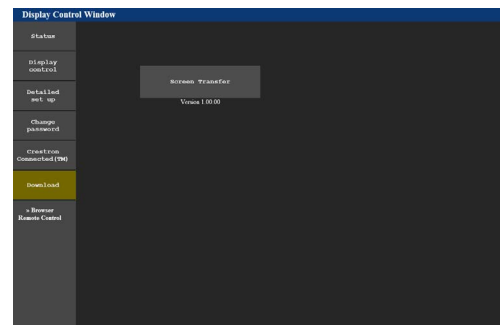 Display Control Window
Status
Display
control
Detailed
set up
Change
password
Crestron
Connected(TM)
Download
» Browser
Remote Control
Screen Transfer
Version 1.00.00